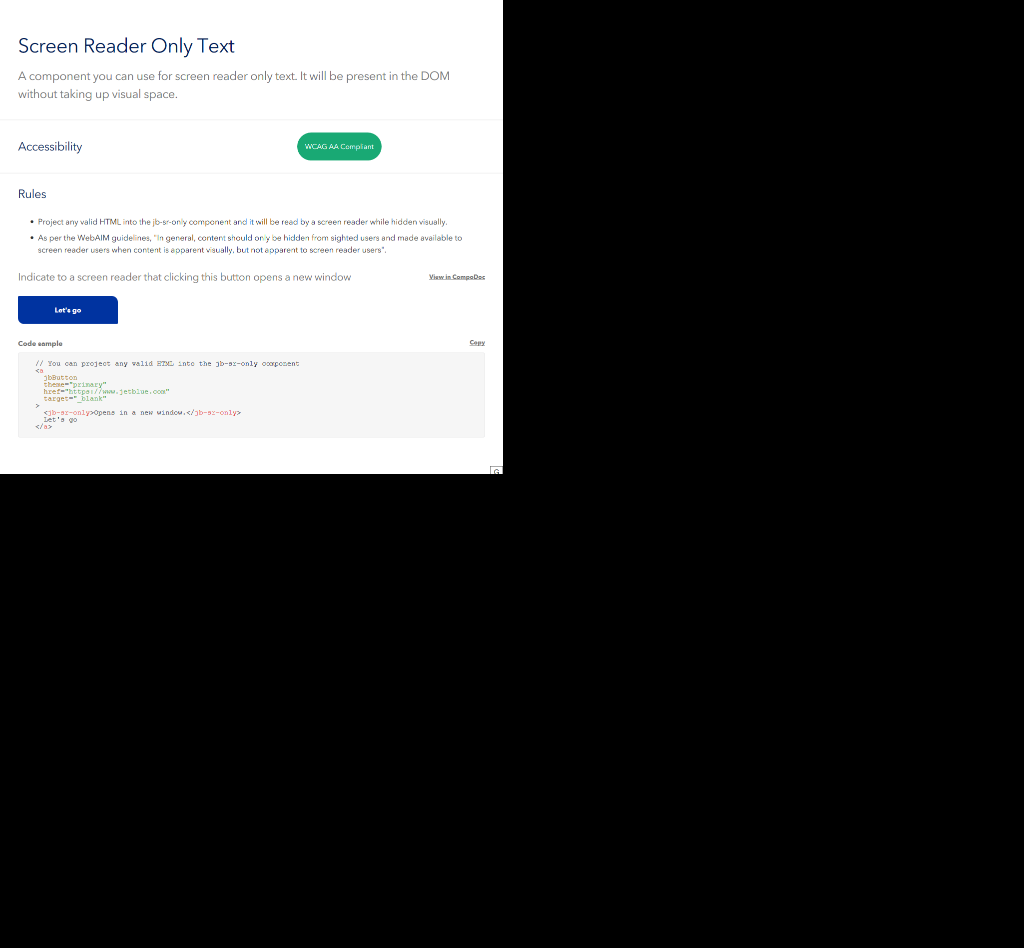 Screen Reader Only Text
A component you can use for screen reader only text. It will be present in the DOM
without taking up visual space.
Accessibility
WCAG AA Compliant
Rules
• Project any valid HTML into the jb-sr-only component and it will be read by a screen reader while hidden visually.
• As per the WebAIM guidelines, "In general, content should only be hidden from sighted users and made available to
screen reader users when content is apparent visually, but not apparent to screen reader users".
Indicate to a screen reader that clicking this button opens a new window
View in CompoDoc
Let's go
Code sample
Copy
// You can project any valid HTML into the jb-sr-only component
<a
jbButton
theme="primary"
href="https://www.jetblue.com"
target="_blank"
>
<jb-sr-only>Opens in a new window.</jb-sr-only>
Let's go
</a>
G